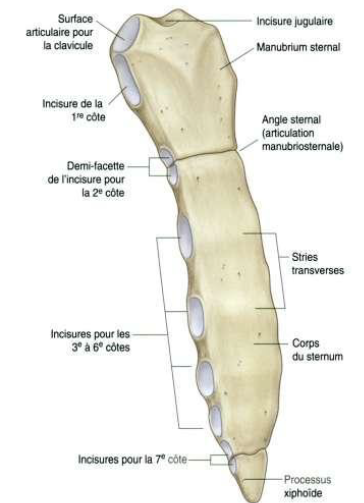 Surface
articulaire pour
la clavicule
Incisure jugulaire
Manubrium sternal
Incisure de la
1re côte
Angle sternal
(articulation
manubriosternale)
Demi-facette
de l'incisure pour
la 2e côte
Stries
transverses
Incisures pour les
3e à 6e côtes
Corps
du sternum
Incisures pour la 7e côte
Processus
xiphoïde